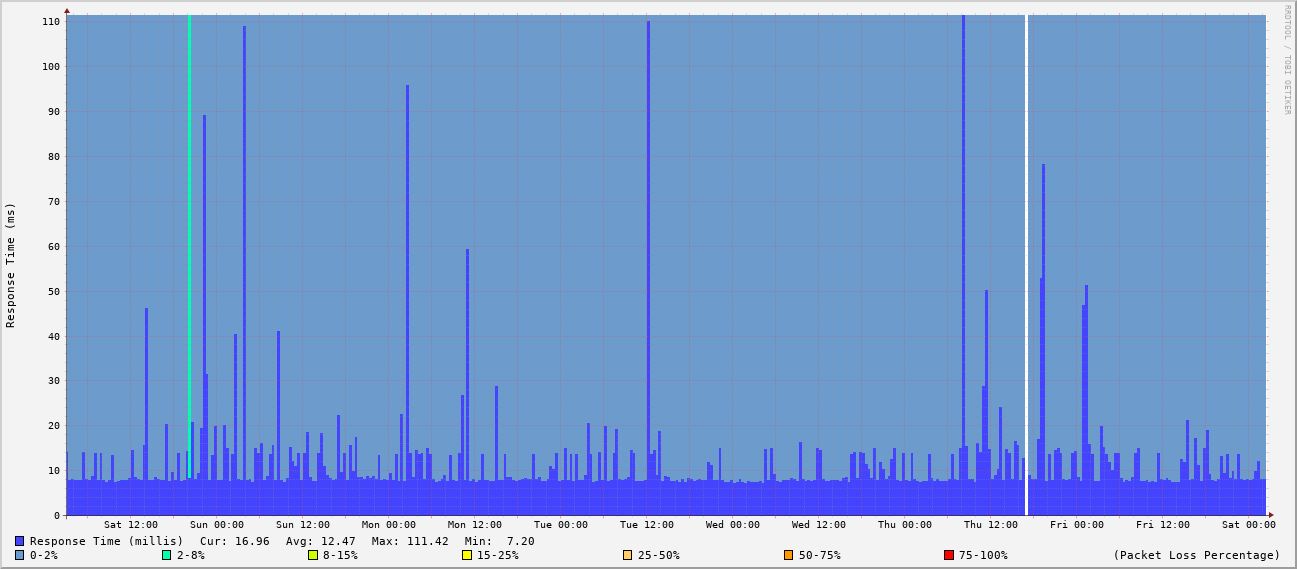 RRDTOOL / TOBI OETIKER
Response Time (ms)
110
100
90
80
70
60
50
40
30
20
10
0
Sat 12:00 Sun 00:00 Sun 12:00 Mon 00:00 Mon 12:00 Tue 00:00 Tue 12:00 Wed 00:00 Wed 12:00 Thu 00:00 Thu 12:00 Fri 00:00 Fri 12:00 Sat 00:00
Response Time (millis) Cur: 16.96 Avg: 12.47 Max: 111.42 Min: 7.20
0-2% 2-8% 8-15% 15-25% 25-50% 50-75% 75-100% (Packet Loss Percentage)